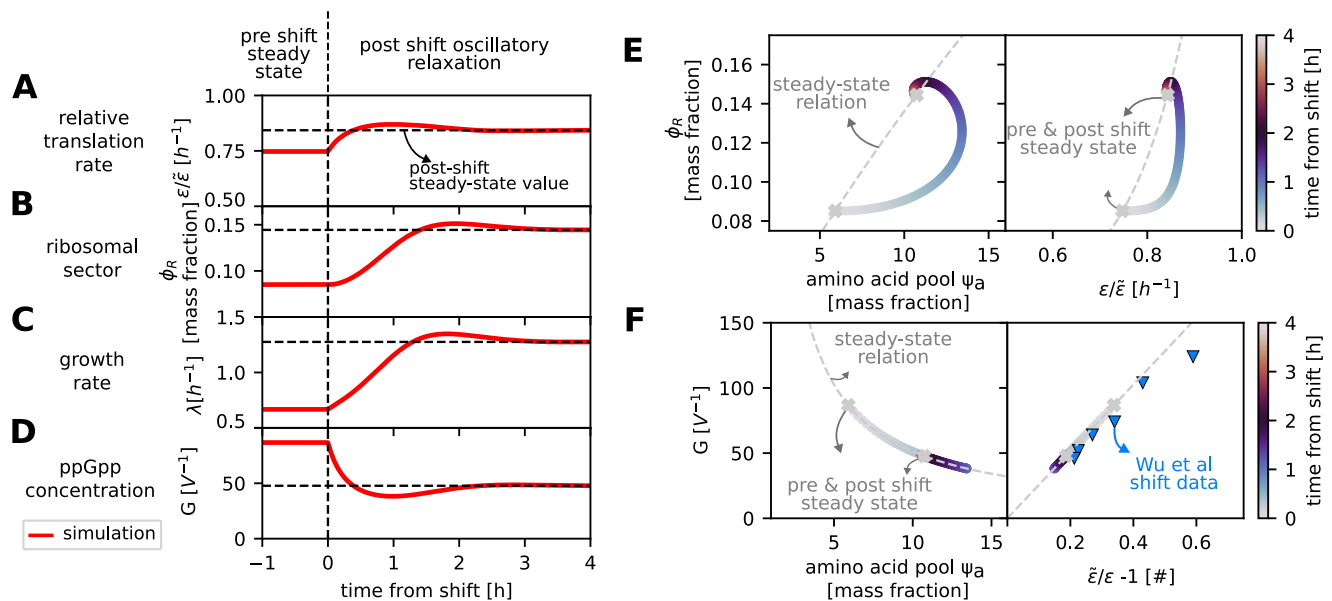 pre shift
steady
state
post shift oscillatory
relaxation
A
relative
translation
rate
ε/ε̃ [h⁻¹]
1.00
0.75
0.50
post-shift
steady-state value
B
ribosomal
sector
ϕR
[mass fraction]
0.15
0.10
C
growth
rate
λ[h⁻¹]
1.5
1.0
0.5
D
ppGpp
concentration
G [V⁻¹]
50
0
simulation
−1 0 1 2 3 4
time from shift [h]
E
ϕR
[mass fraction]
0.16
0.14
0.12
0.10
0.08
steady-state
relation
pre & post shift
steady state
5 10 15
amino acid pool ψa
[mass fraction]
0.6 0.8 1.0
ε/ε̃ [h⁻¹]
4
3
2
1
0
time from shift [h]
F
G [V⁻¹]
150
100
50
0
steady-state
relation
pre & post shift
steady state
5 10 15
amino acid pool ψa
[mass fraction]
Wu et al
shift data
0.2 0.4 0.6
ε̃/ε -1 [#]
4
3
2
1
0
time from shift [h]